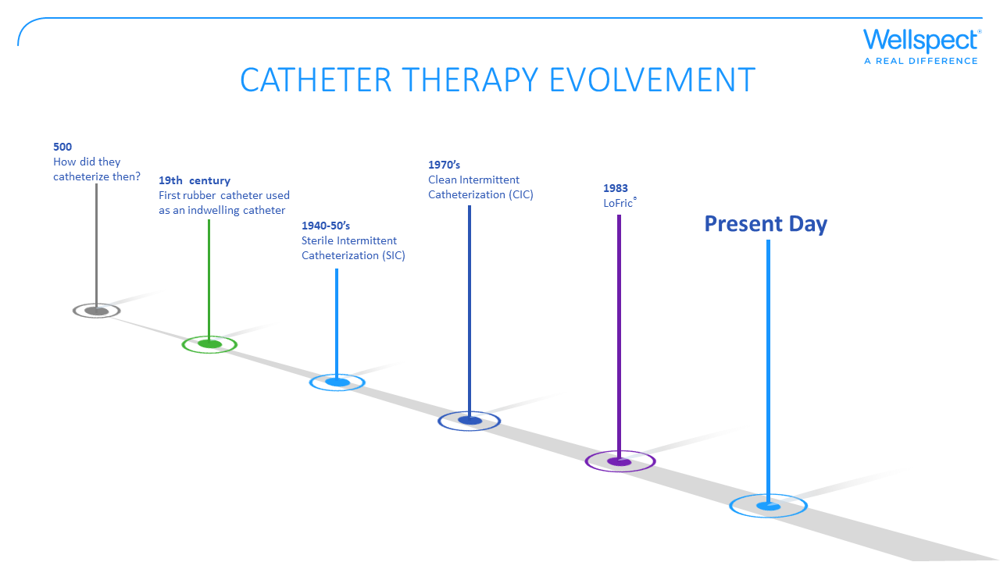 Wellspect®
A REAL DIFFERENCE
CATHETER THERAPY EVOLVEMENT
500
How did they
catheterize then?
19th century
First rubber catheter used
as an indwelling catheter
1940-50’s
Sterile Intermittent
Catheterization (SIC)
1970’s
Clean Intermittent
Catheterization (CIC)
1983
LoFric®
Present Day